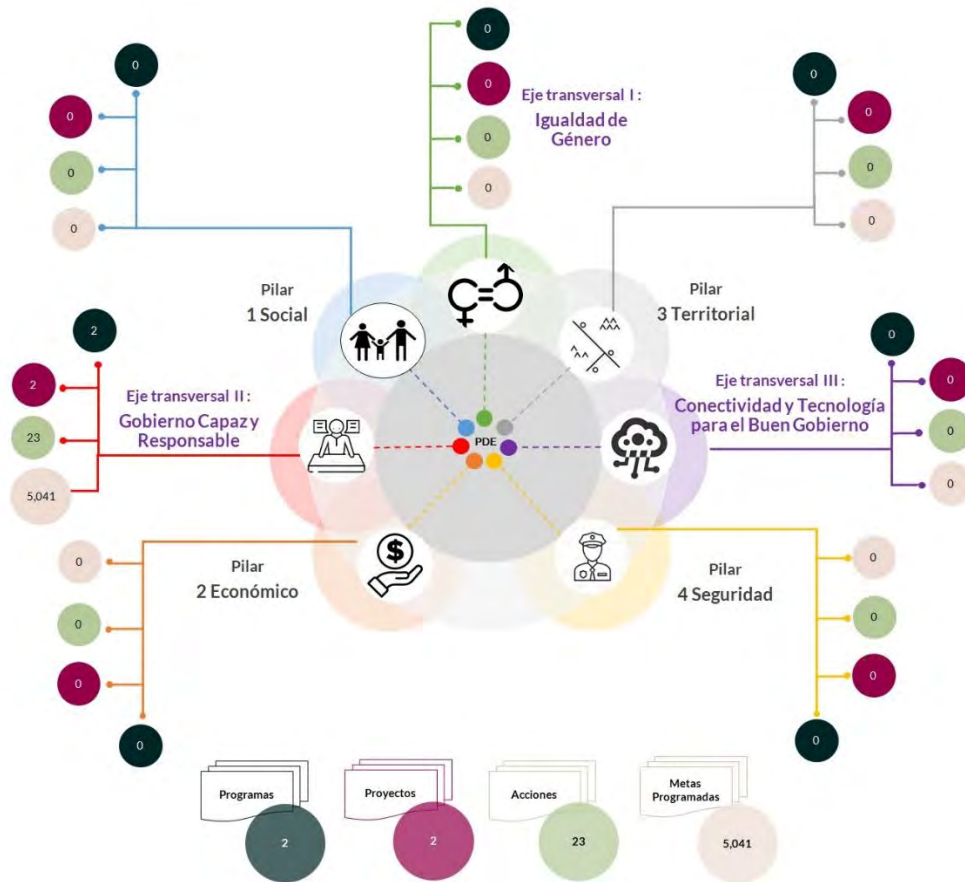 0
0
0
0
0
0
0
0
Eje transversal I :
Igualdad de
Género
0
0
0
0
Pilar
1 Social
Pilar
3 Territorial
2
2
23
5,041
Eje transversal II :
Gobierno Capaz y
Responsable
PDE
Eje transversal III :
Conectividad y Tecnología
para el Buen Gobierno
0
0
0
0
0
0
0
0
Pilar
2 Económico
$
Pilar
4 Seguridad
0
0
0
0
Programas
2
Proyectos
2
Acciones
23
Metas
Programadas
5,041